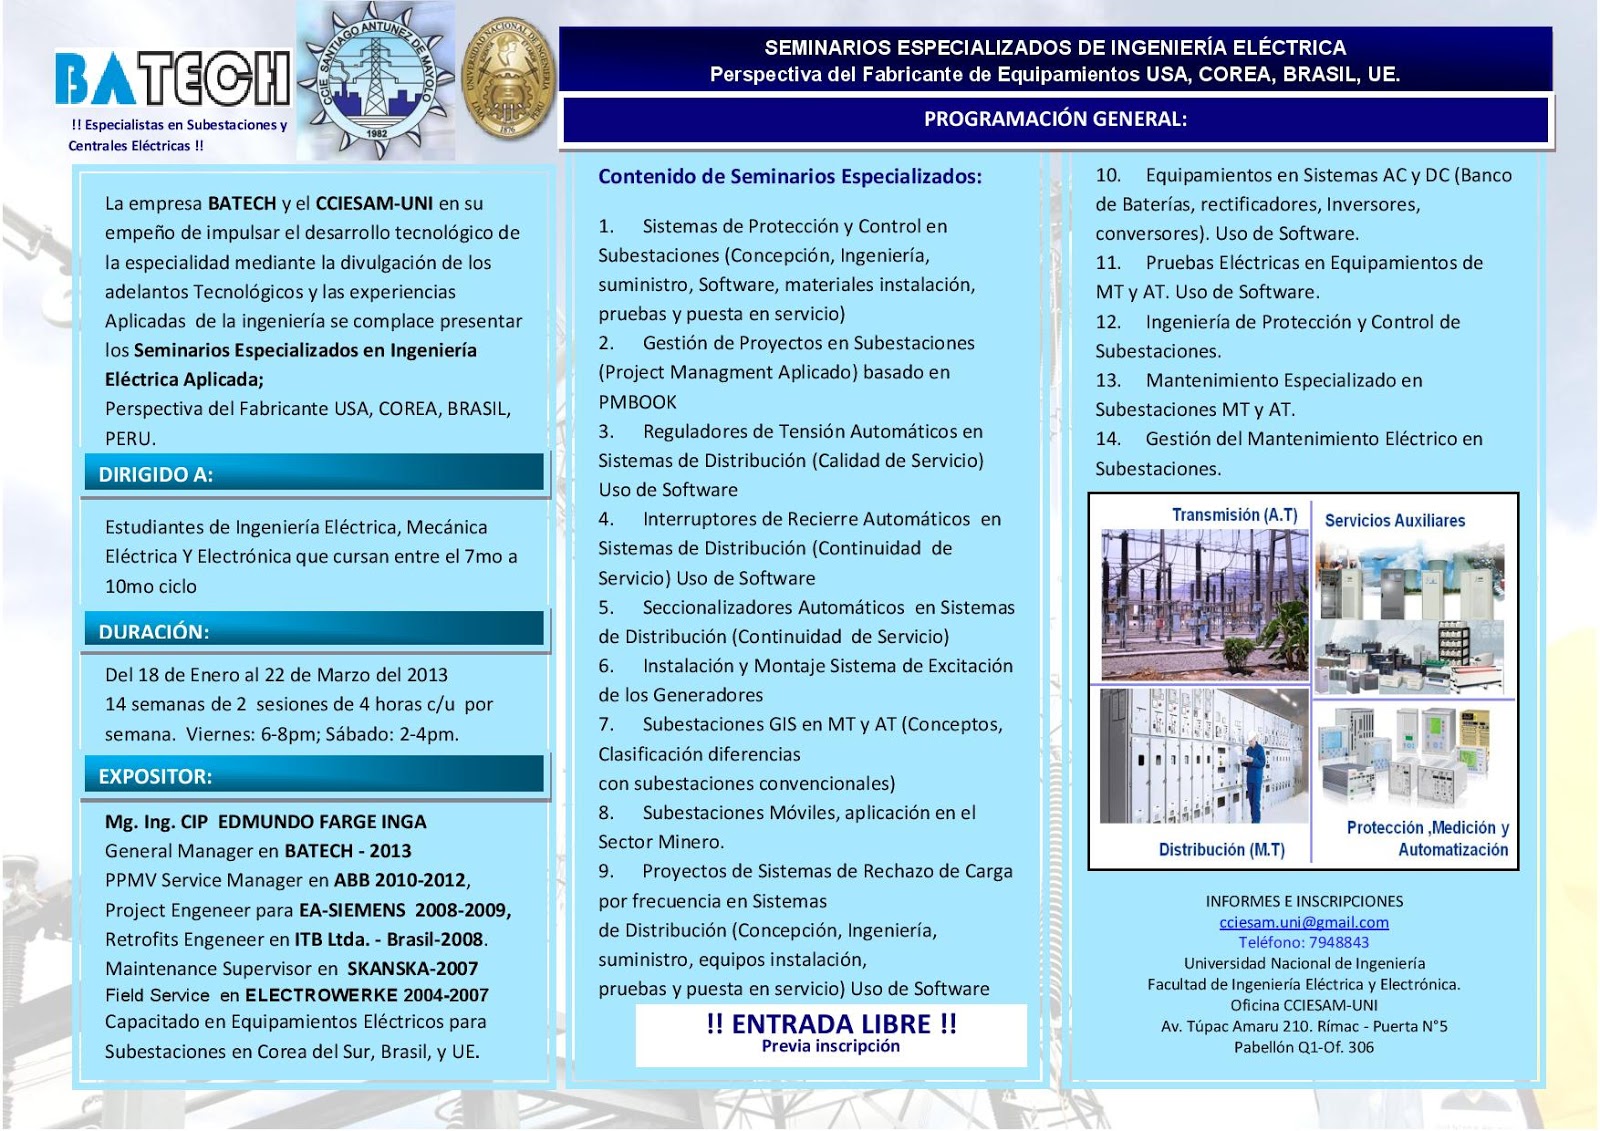 BATECH
!! Especialistas en Subestaciones y
Centrales Eléctricas !!
CCIE SANTIAGO ANTUNEZ DE MAYOLO
1982
UNIVERSIDAD NACIONAL DE INGENIERIA
LIMA 1876 PERU
SEMINARIOS ESPECIALIZADOS DE INGENIERÍA ELÉCTRICA
Perspectiva del Fabricante de Equipamientos USA, COREA, BRASIL, UE.
PROGRAMACIÓN GENERAL:
La empresa BATECH y el CCIESAM-UNI en su
empeño de impulsar el desarrollo tecnológico de
la especialidad mediante la divulgación de los
adelantos Tecnológicos y las experiencias
Aplicadas de la ingeniería se complace presentar
los Seminarios Especializados en Ingeniería
Eléctrica Aplicada;
Perspectiva del Fabricante USA, COREA, BRASIL,
PERU.
DIRIGIDO A:
Estudiantes de Ingeniería Eléctrica, Mecánica
Eléctrica Y Electrónica que cursan entre el 7mo a
10mo ciclo
DURACIÓN:
Del 18 de Enero al 22 de Marzo del 2013
14 semanas de 2 sesiones de 4 horas c/u por
semana. Viernes: 6-8pm; Sábado: 2-4pm.
EXPOSITOR:
Mg. Ing. CIP EDMUNDO FARGE INGA
General Manager en BATECH - 2013
PPMV Service Manager en ABB 2010-2012,
Project Engeneer para EA-SIEMENS 2008-2009,
Retrofits Engeneer en ITB Ltda. - Brasil-2008.
Maintenance Supervisor en SKANSKA-2007
Field Service en ELECTROWERKE 2004-2007
Capacitado en Equipamientos Eléctricos para
Subestaciones en Corea del Sur, Brasil, y UE.
Contenido de Seminarios Especializados:
1. Sistemas de Protección y Control en
Subestaciones (Concepción, Ingeniería,
suministro, Software, materiales instalación,
pruebas y puesta en servicio)
2. Gestión de Proyectos en Subestaciones
(Project Managment Aplicado) basado en
PMBOOK
3. Reguladores de Tensión Automáticos en
Sistemas de Distribución (Calidad de Servicio)
Uso de Software
4. Interruptores de Recierre Automáticos en
Sistemas de Distribución (Continuidad de
Servicio) Uso de Software
5. Seccionalizadores Automáticos en Sistemas
de Distribución (Continuidad de Servicio)
6. Instalación y Montaje Sistema de Excitación
de los Generadores
7. Subestaciones GIS en MT y AT (Conceptos,
Clasificación diferencias
con subestaciones convencionales)
8. Subestaciones Móviles, aplicación en el
Sector Minero.
9. Proyectos de Sistemas de Rechazo de Carga
por frecuencia en Sistemas
de Distribución (Concepción, Ingeniería,
suministro, equipos instalación,
pruebas y puesta en servicio) Uso de Software
!! ENTRADA LIBRE !!
Previa inscripción
10. Equipamientos en Sistemas AC y DC (Banco
de Baterías, rectificadores, Inversores,
conversores). Uso de Software.
11. Pruebas Eléctricas en Equipamientos de
MT y AT. Uso de Software.
12. Ingeniería de Protección y Control de
Subestaciones.
13. Mantenimiento Especializado en
Subestaciones MT y AT.
14. Gestión del Mantenimiento Eléctrico en
Subestaciones.
Transmisión (A.T)
Servicios Auxiliares
Distribución (M.T)
Protección ,Medición y
Automatización
INFORMES E INSCRIPCIONES
cciesam.uni@gmail.com
Teléfono: 7948843
Universidad Nacional de Ingeniería
Facultad de Ingeniería Eléctrica y Electrónica.
Oficina CCIESAM-UNI
Av. Túpac Amaru 210. Rímac - Puerta N°5
Pabellón Q1-Of. 306